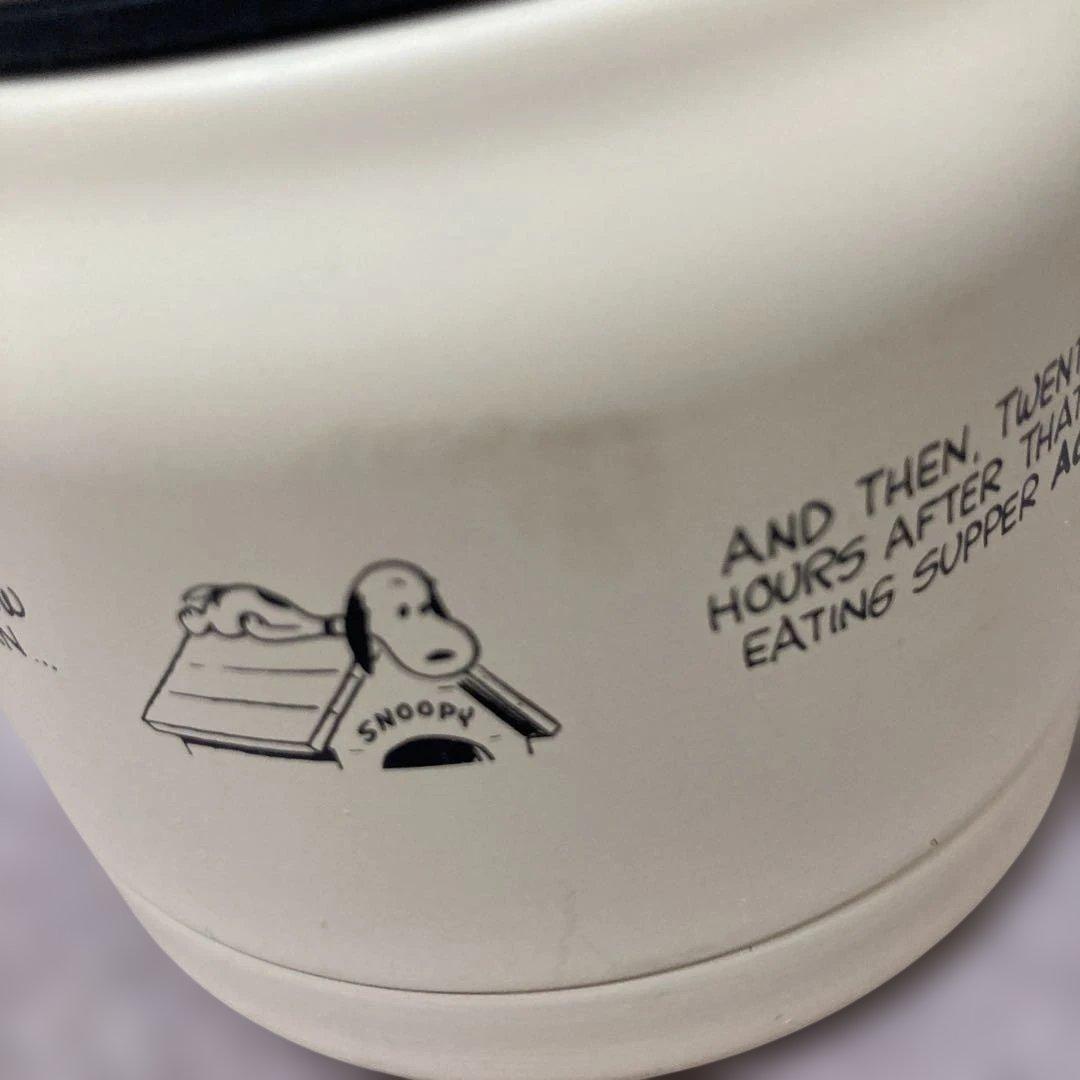 SNOOPY
AND THEN, TWENT
HOURS AFTER THAT
EATING SUPPER